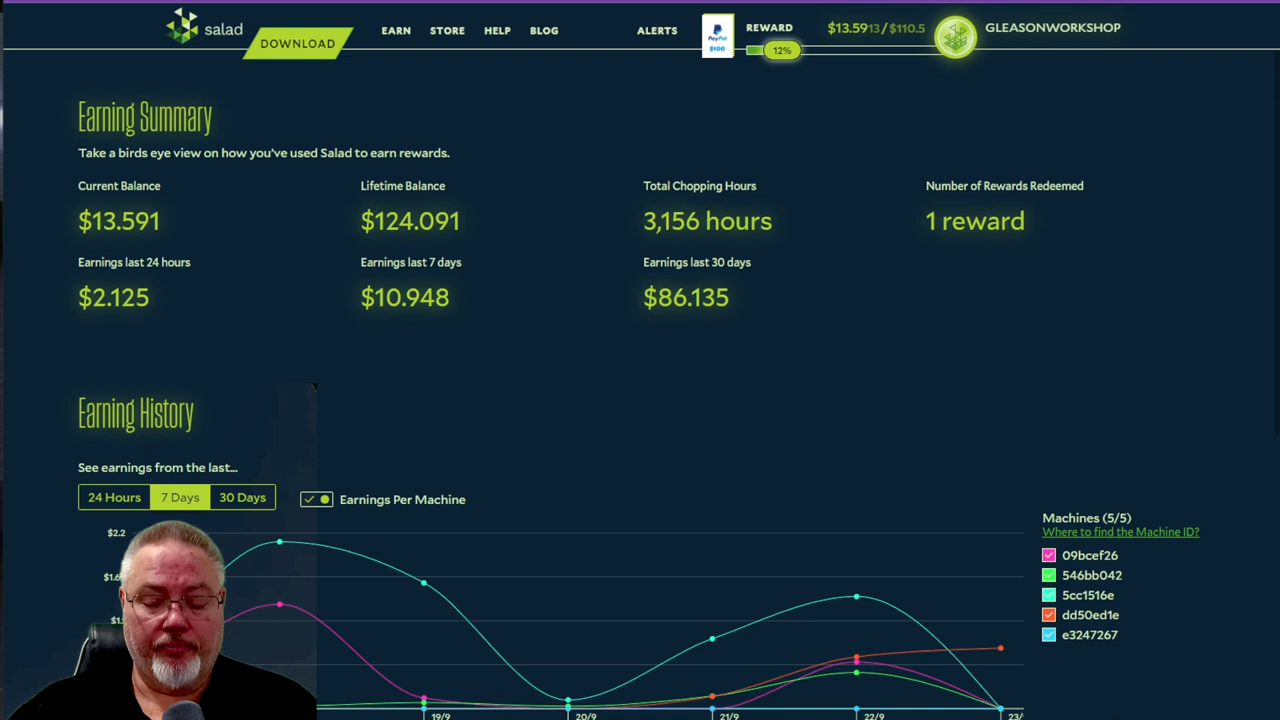 salad
DOWNLOAD
EARN
STORE
HELP
BLOG
ALERTS
PayPal
$100
REWARD
12%
$13.5913/$110.5
GLEASONWORKSHOP
Earning Summary
Take a birds eye view on how you've used Salad to earn rewards.
Current Balance
$13.591
Lifetime Balance
$124.091
Total Chopping Hours
3,156 hours
Number of Rewards Redeemed
1 reward
Earnings last 24 hours
$2.125
Earnings last 7 days
$10.948
Earnings last 30 days
$86.135
Earning History
See earnings from the last...
24 Hours
7 Days
30 Days
Earnings Per Machine
$2.2
19/9
20/9
21/9
22/9
23/
Machines (5/5)
Where to find the Machine ID?
09bcef26
546bb042
5cc1516e
dd50ed1e
e3247267